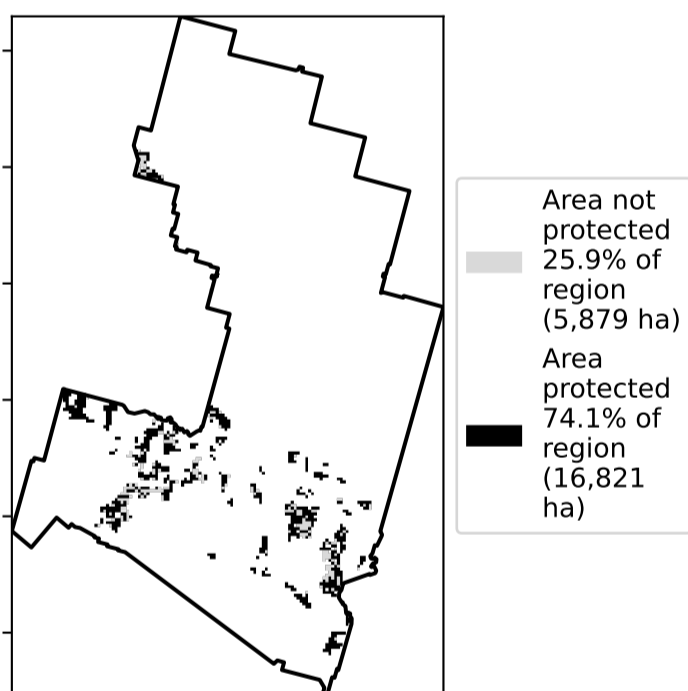 Area not
protected
25.9% of
region
(5,879 ha)
Area
protected
74.1% of
region
(16,821
ha)